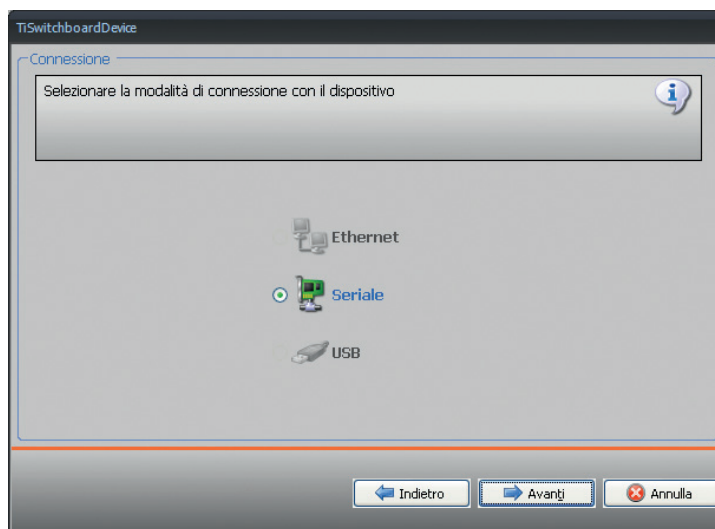 TiSwitchboardDevice
Connessione
Selezionare la modalità di connessione con il dispositivo
Ethernet
Seriale
USB
Indietro
Avanti
Annulla